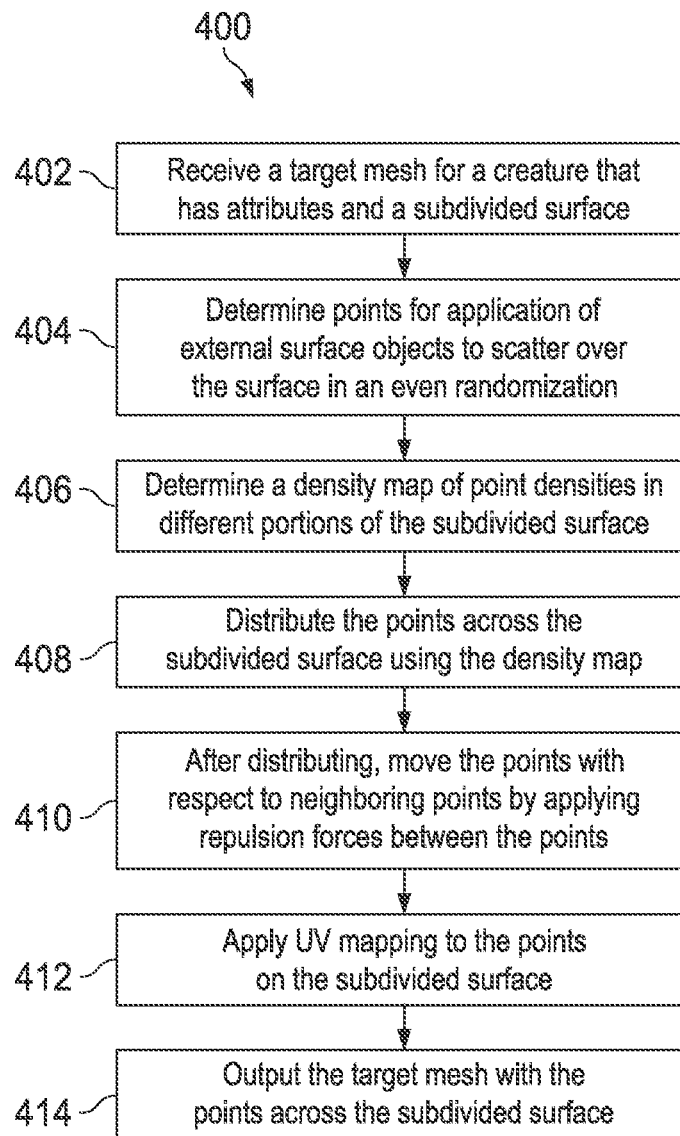 400
402
Receive a target mesh for a creature that
has attributes and a subdivided surface
404
Determine points for application of
external surface objects to scatter over
the surface in an even randomization
406
Determine a density map of point densities in
different portions of the subdivided surface
408
Distribute the points across the
subdivided surface using the density map
410
After distributing, move the points with
respect to neighboring points by applying
repulsion forces between the points
412
Apply UV mapping to the points
on the subdivided surface
414
Output the target mesh with the
points across the subdivided surface